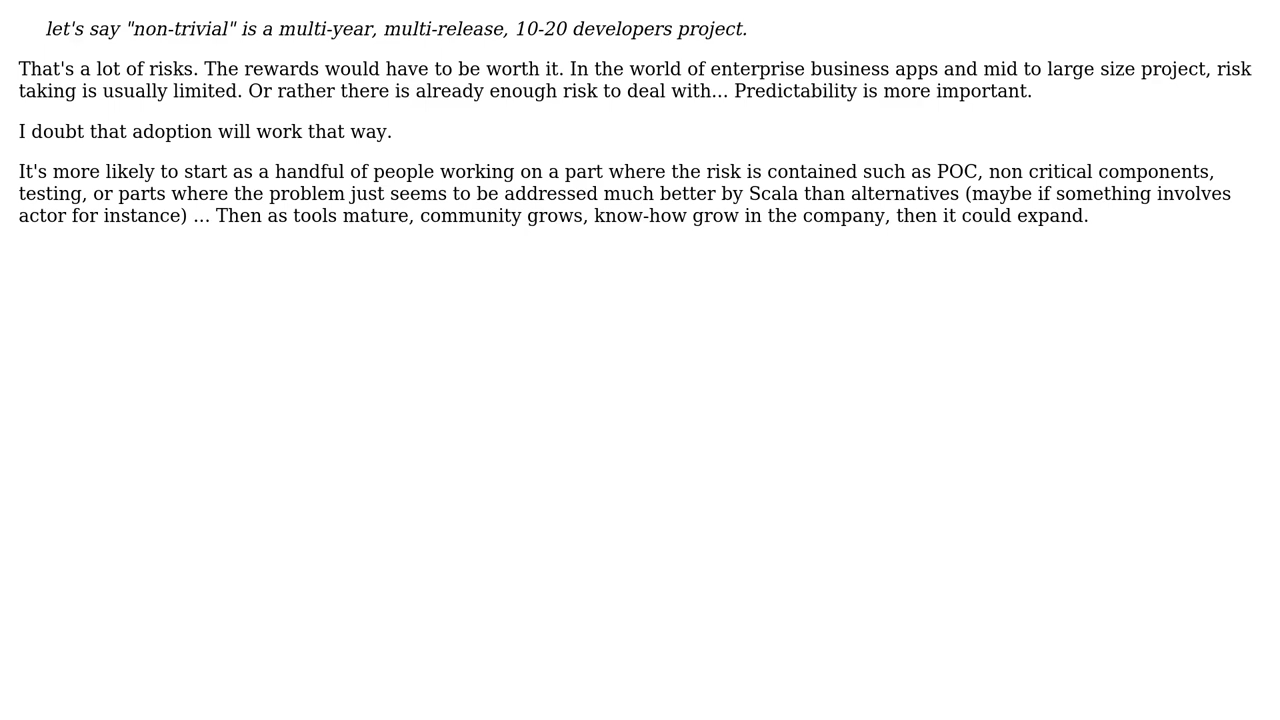 let's say "non-trivial" is a multi-year, multi-release, 10-20 developers project.
That's a lot of risks. The rewards would have to be worth it. In the world of enterprise business apps and mid to large size project, risk
taking is usually limited. Or rather there is already enough risk to deal with... Predictability is more important.
I doubt that adoption will work that way.
It's more likely to start as a handful of people working on a part where the risk is contained such as POC, non critical components,
testing, or parts where the problem just seems to be addressed much better by Scala than alternatives (maybe if something involves
actor for instance) ... Then as tools mature, community grows, know-how grow in the company, then it could expand.